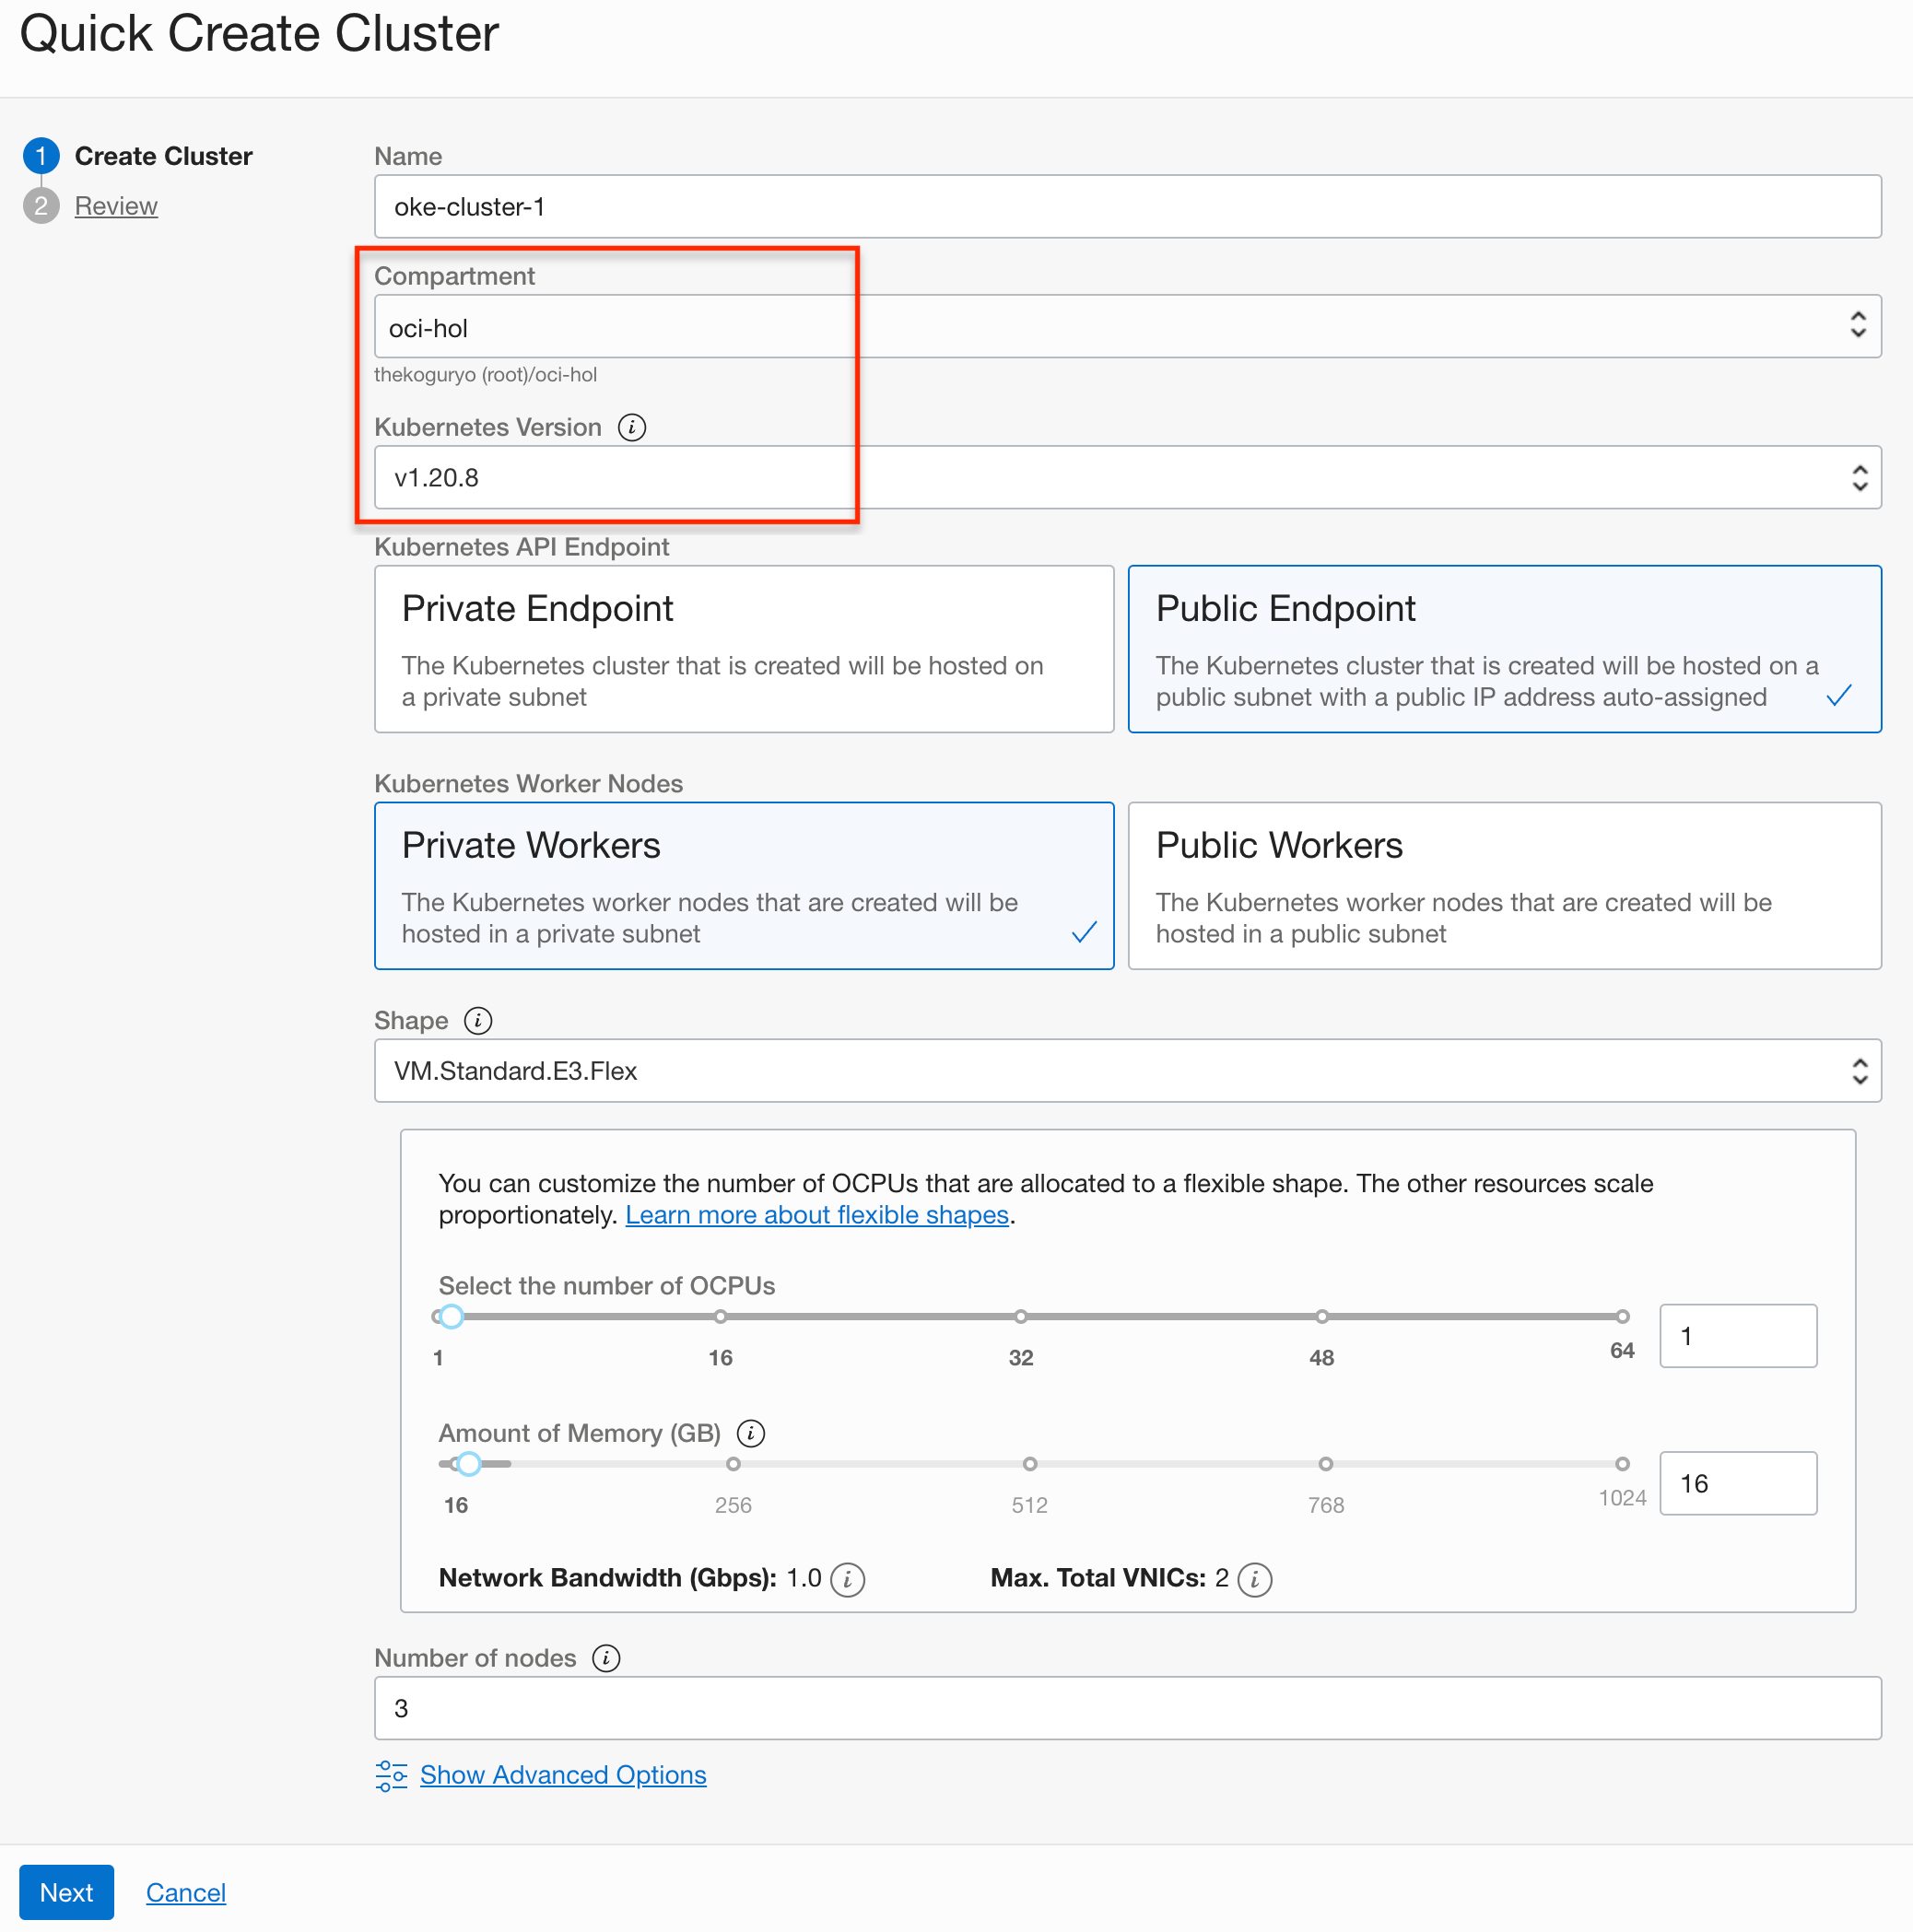 Quick Create Cluster
1 Create Cluster
2 Review
Name
oke-cluster-1
Compartment
oci-hol
thekoguryo (root)/oci-hol
Kubernetes Version i
v1.20.8
Kubernetes API Endpoint
Private Endpoint
The Kubernetes cluster that is created will be hosted on
a private subnet
Public Endpoint
The Kubernetes cluster that is created will be hosted on a
public subnet with a public IP address auto-assigned
Kubernetes Worker Nodes
Private Workers
The Kubernetes worker nodes that are created will be
hosted in a private subnet
Public Workers
The Kubernetes worker nodes that are created will be
hosted in a public subnet
Shape i
VM.Standard.E3.Flex
You can customize the number of OCPUs that are allocated to a flexible shape. The other resources scale
proportionately. Learn more about flexible shapes.
Select the number of OCPUs
1 16 32 48 64
1
Amount of Memory (GB) i
16 256 512 768 1024
16
Network Bandwidth (Gbps): 1.0 i Max. Total VNICs: 2 i
Number of nodes i
3
Show Advanced Options
Next Cancel